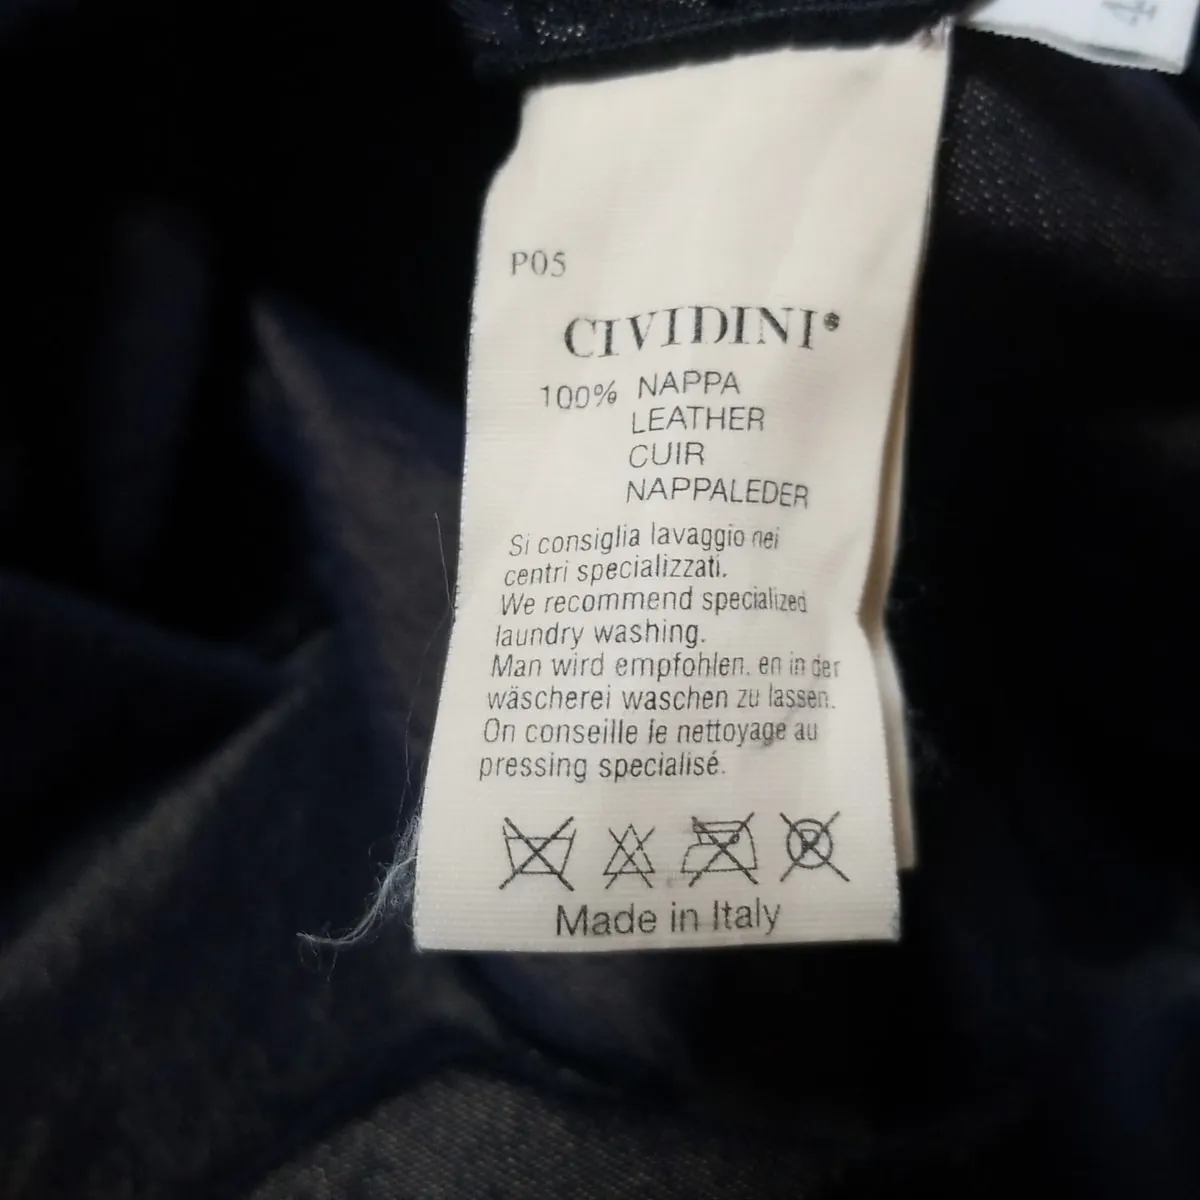 P05
CIVIDINI®
100% NAPPA
LEATHER
CUIR
NAPPALEDER
Si consiglia lavaggio nei
centri specializzati.
We recommend specialized
laundry washing.
Man wird empfohlen. en in der
wäscherei waschen zu lassen.
On conseille le nettoyage au
pressing specialisé.
P
Made in Italy